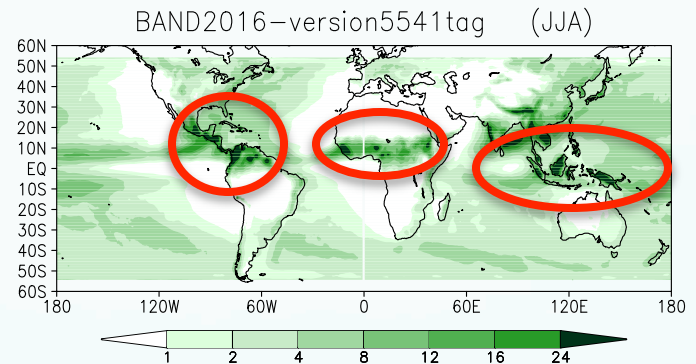 BAND2016-version5541tag (JJA)
60N
50N
40N
30N
20N
10N
EQ
10S
20S
30S
40S
50S
60S
180 120W 60W 0 60E 120E 180
1 2 4 8 12 16 24